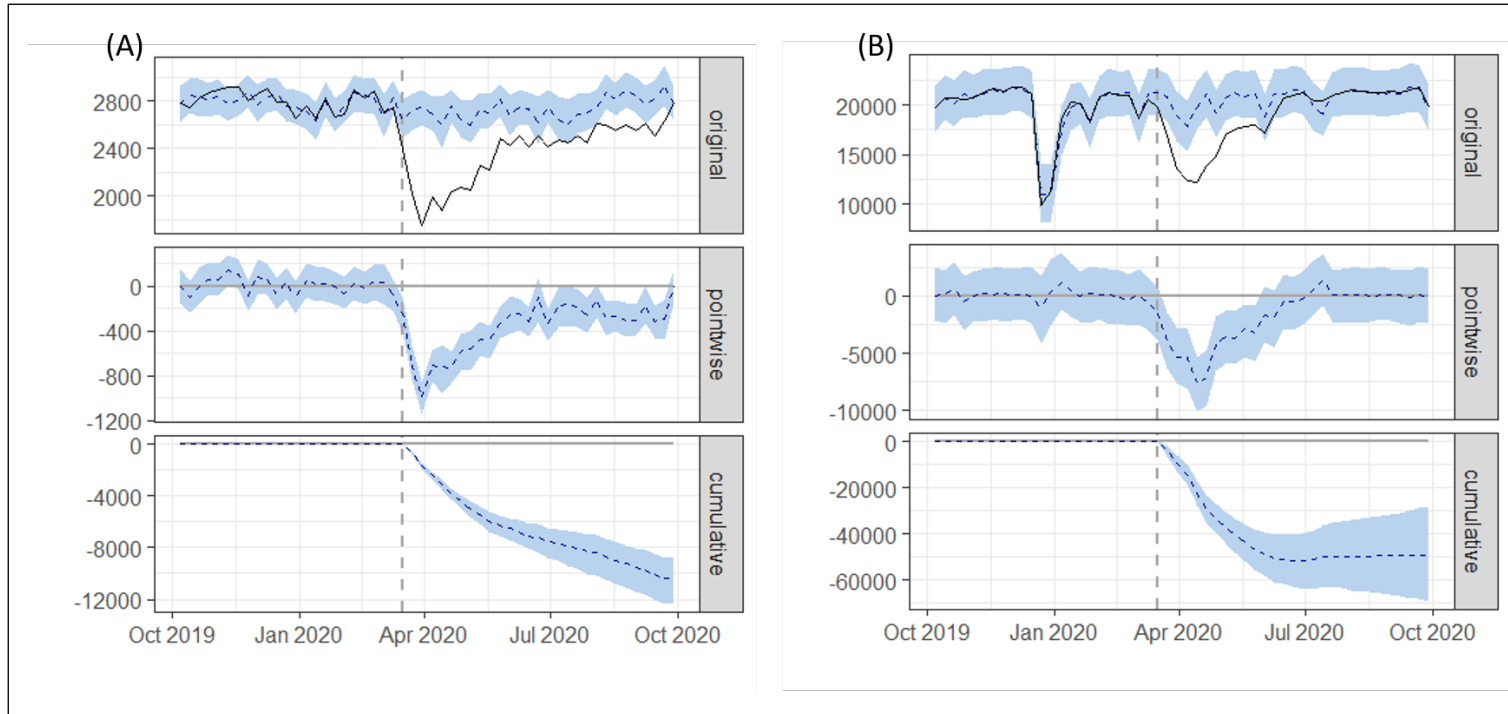 (A)
2800
2400
2000
original
0
-400
-800
-1200
pointwise
0
-4000
-8000
-12000
cumulative
Oct 2019 Jan 2020 Apr 2020 Jul 2020 Oct 2020
(B)
20000
15000
10000
original
0
-5000
-10000
pointwise
0
-20000
-40000
-60000
cumulative
Oct 2019 Jan 2020 Apr 2020 Jul 2020 Oct 2020